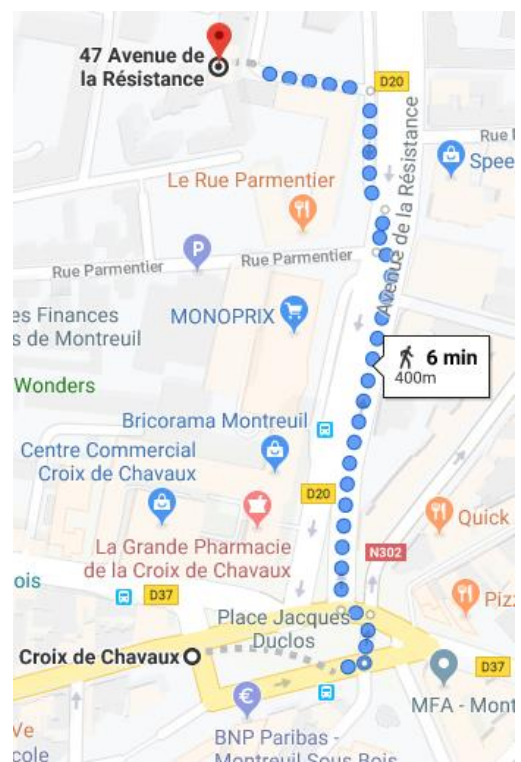 47 Avenue de
la Résistance
D20
Avenue de la Résistance
Rue
Spee
Le Rue Parmentier
P
Rue Parmentier
Rue Parmentier
es Finances
s de Montreuil
MONOPRIX
6 min
400m
Wonders
Bricorama Montreuil
Centre Commercial
Croix de Chavaux
D20
Quick
La Grande Pharmacie
de la Croix de Chavaux
N302
ois
D37
Place Jacques
Duclos
Pizz
Croix de Chavaux
D37
€
MFA - Mont
Ve
cole
BNP Paribas -
Montreuil Sous Bois